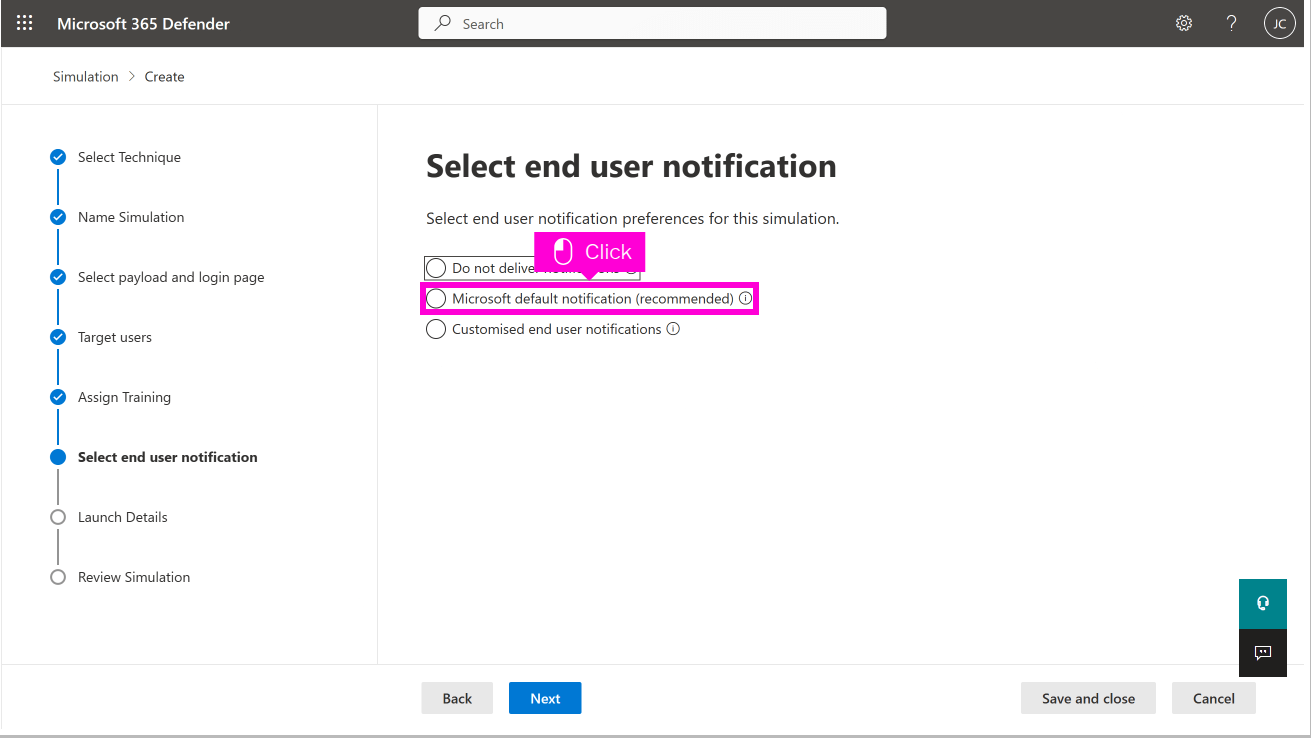 Microsoft 365 Defender
Search
?
JC
Simulation > Create
Select Technique
Name Simulation
Select payload and login page
Target users
Assign Training
Select end user notification
Launch Details
Review Simulation
Select end user notification
Select end user notification preferences for this simulation.
Click
Do not deliver
Microsoft default notification (recommended)
Customised end user notifications
Back
Next
Save and close
Cancel